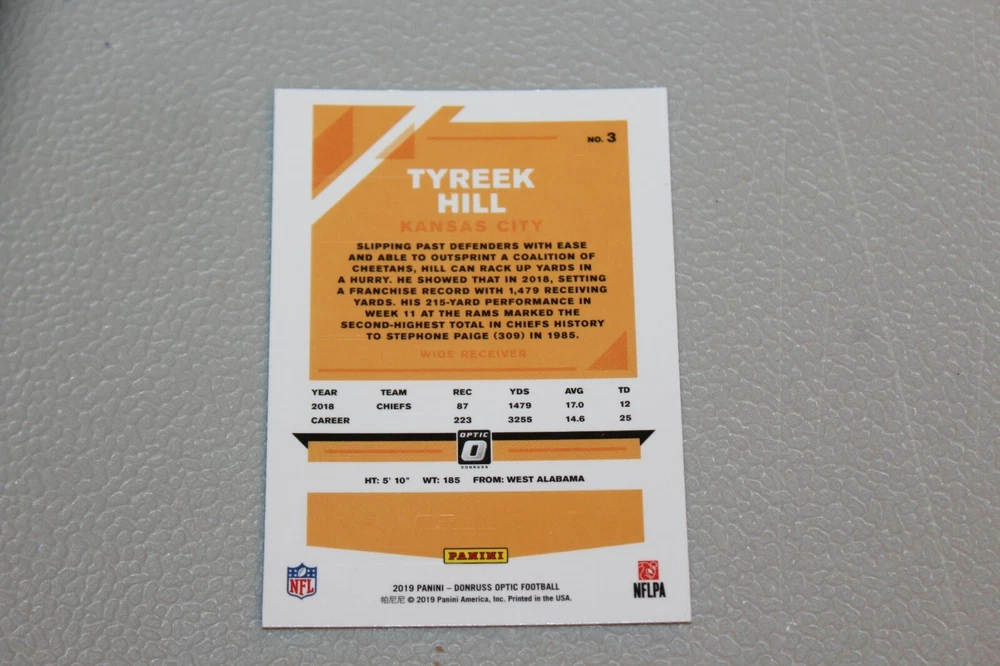 NO. 3
TYREEK
HILL
KANSAS CITY
SLIPPING PAST DEFENDERS WITH EASE
AND ABLE TO OUTSPRINT A COALITION OF
CHEETAHS, HILL CAN RACK UP YARDS IN
A HURRY. HE SHOWED THAT IN 2018, SETTING
A FRANCHISE RECORD WITH 1,479 RECEIVING
YARDS. HIS 215-YARD PERFORMANCE IN
WEEK 11 AT THE RAMS MARKED THE
SECOND-HIGHEST TOTAL IN CHIEFS HISTORY
TO STEPHONE PAIGE (309) IN 1985.
WIDE RECEIVER
YEAR TEAM REC YDS AVG TD
2018 CHIEFS 87 1479 17.0 12
CAREER 223 3255 14.6 25
OPTIC
O
DONRUSS
HT: 5' 10" WT: 185 FROM: WEST ALABAMA
PANINI
NFL
NFLPA
2019 PANINI – DONRUSS OPTIC FOOTBALL
帕尼尼 © 2019 Panini America, Inc. Printed in the USA.